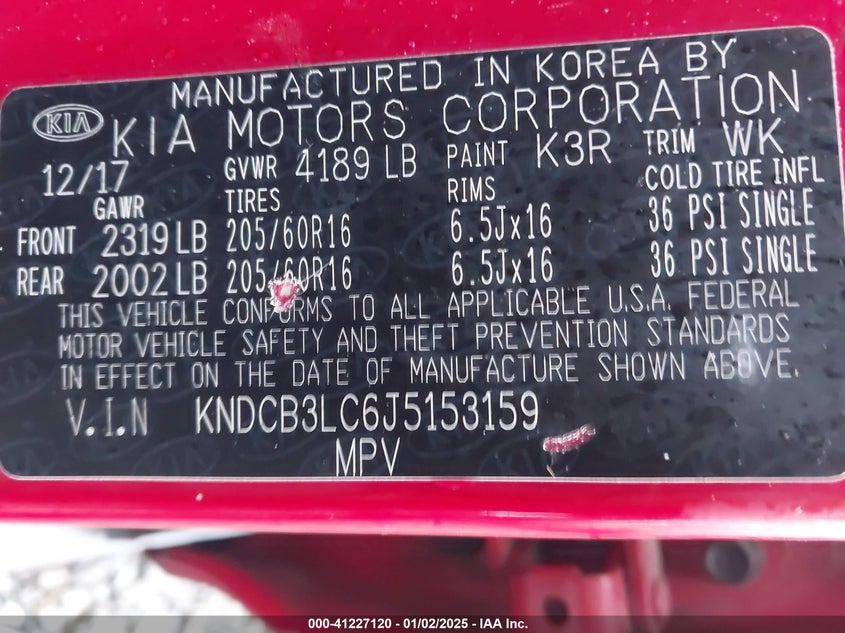 MANUFACTURED IN KOREA BY
KIA KIA MOTORS CORPORATION
12/17 GVWR 4189 LB PAINT K3R TRIM WK
GAWR TIRES RIMS COLD TIRE INFL
FRONT 2319 LB 205/60R16 6.5Jx16 36 PSI SINGLE
REAR 2002 LB 205/60R16 6.5Jx16 36 PSI SINGLE
THIS VEHICLE CONFORMS TO ALL APPLICABLE U.S.A. FEDERAL
MOTOR VEHICLE SAFETY AND THEFT PREVENTION STANDARDS
IN EFFECT ON THE DATE OF MANUFACTURE SHOWN ABOVE.
V.I.N KNDCB3LC6J5153159
MPV
000-41227120 - 01/02/2025 - IAA Inc.